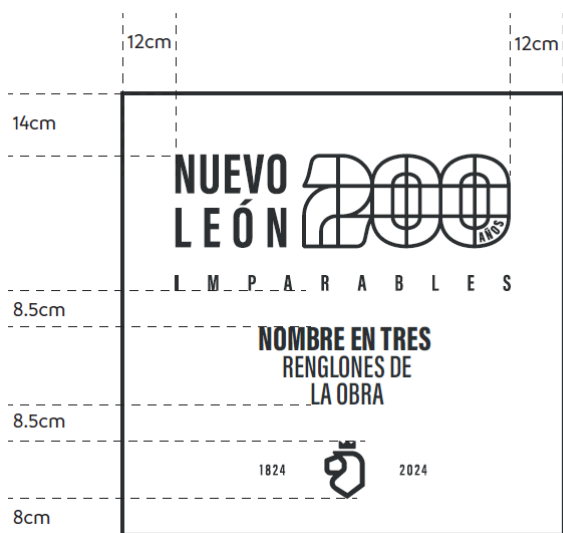 12cm
12cm
14cm
NUEVO
LEÓN
200
AÑOS
IMPARABLES
8.5cm
NOMBRE EN TRES
RENGLONES DE
LA OBRA
8.5cm
1824
2024
8cm